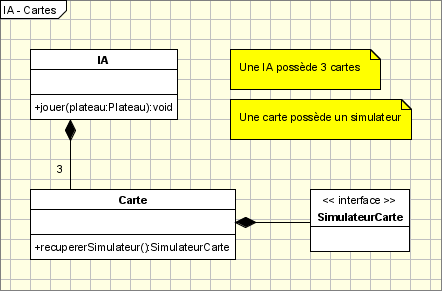 IA - Cartes
IA
+jouer(plateau:Plateau):void
Une IA possède 3 cartes
Une carte possède un simulateur
3
Carte
+recupererSimulateur():SimulateurCarte
<< interface >>
SimulateurCarte